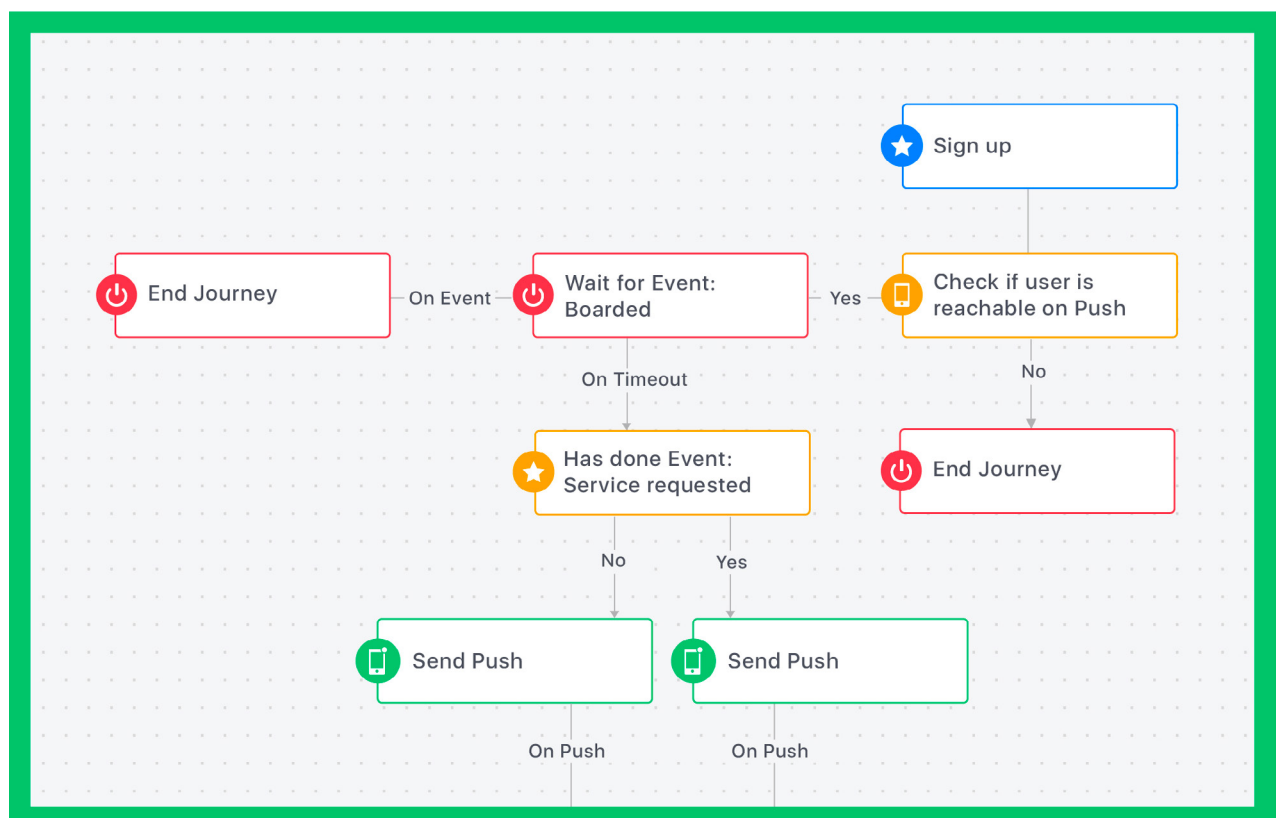 Sign up
End Journey
On Event
Wait for Event:
Boarded
Yes
Check if user is
reachable on Push
On Timeout
No
Has done Event:
Service requested
End Journey
No
Yes
Send Push
Send Push
On Push
On Push